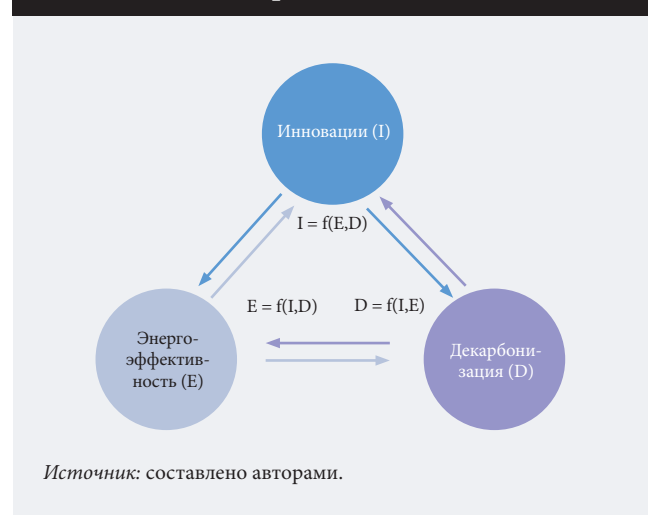 Инновации (I)
I = f(E,D)
E = f(I,D)
D = f(I,E)
Энерго-
эффектив-
ность (E)
Декарбони-
зация (D)
Источник: составлено авторами.